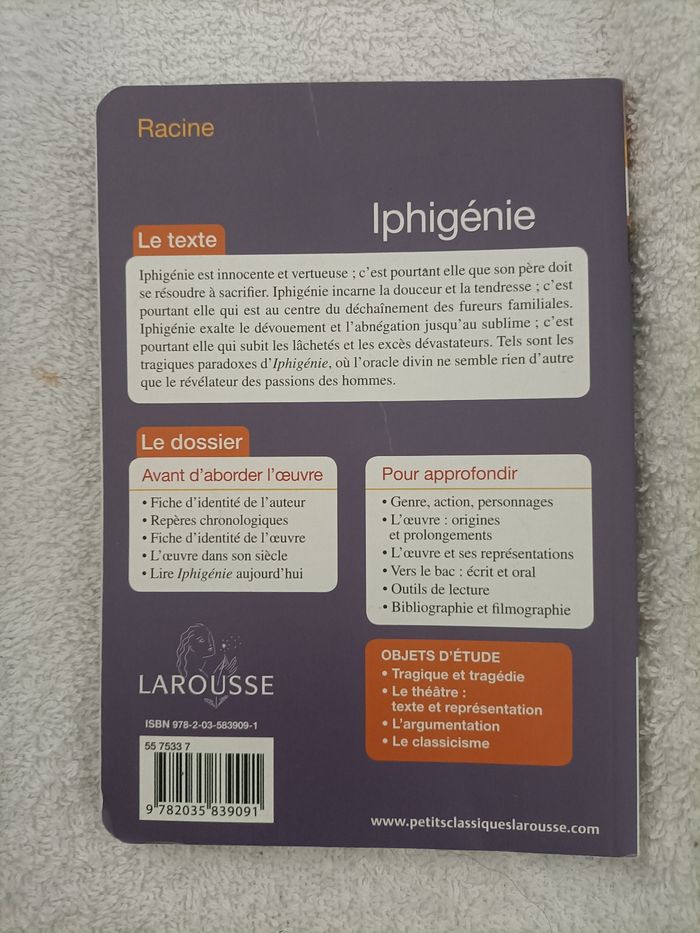 Racine
Iphigénie
Le texte
Iphigénie est innocente et vertueuse ; c'est pourtant elle que son père doit
se résoudre à sacrifier. Iphigénie incarne la douceur et la tendresse ; c'est
pourtant elle qui est au centre du déchaînement des fureurs familiales.
Iphigénie exalte le dévouement et l'abnégation jusqu'au sublime ; c'est
pourtant elle qui subit les lâchetés et les excès dévastateurs. Tels sont les
tragiques paradoxes d'Iphigénie, où l'oracle divin ne semble rien d'autre
que le révélateur des passions des hommes.
Le dossier
Avant d'aborder l'œuvre
• Fiche d'identité de l'auteur
• Repères chronologiques
• Fiche d'identité de l'œuvre
• L'œuvre dans son siècle
• Lire Iphigénie aujourd'hui
Pour approfondir
• Genre, action, personnages
• L'œuvre : origines
et prolongements
• L'œuvre et ses représentations
• Vers le bac : écrit et oral
• Outils de lecture
• Bibliographie et filmographie
OBJETS D'ÉTUDE
• Tragique et tragédie
• Le théâtre :
texte et représentation
• L'argumentation
• Le classicisme
LAROUSSE
ISBN 978-2-03-583909-1
55 7533 7
9 782035 839091
www.petitsclassiqueslarousse.com